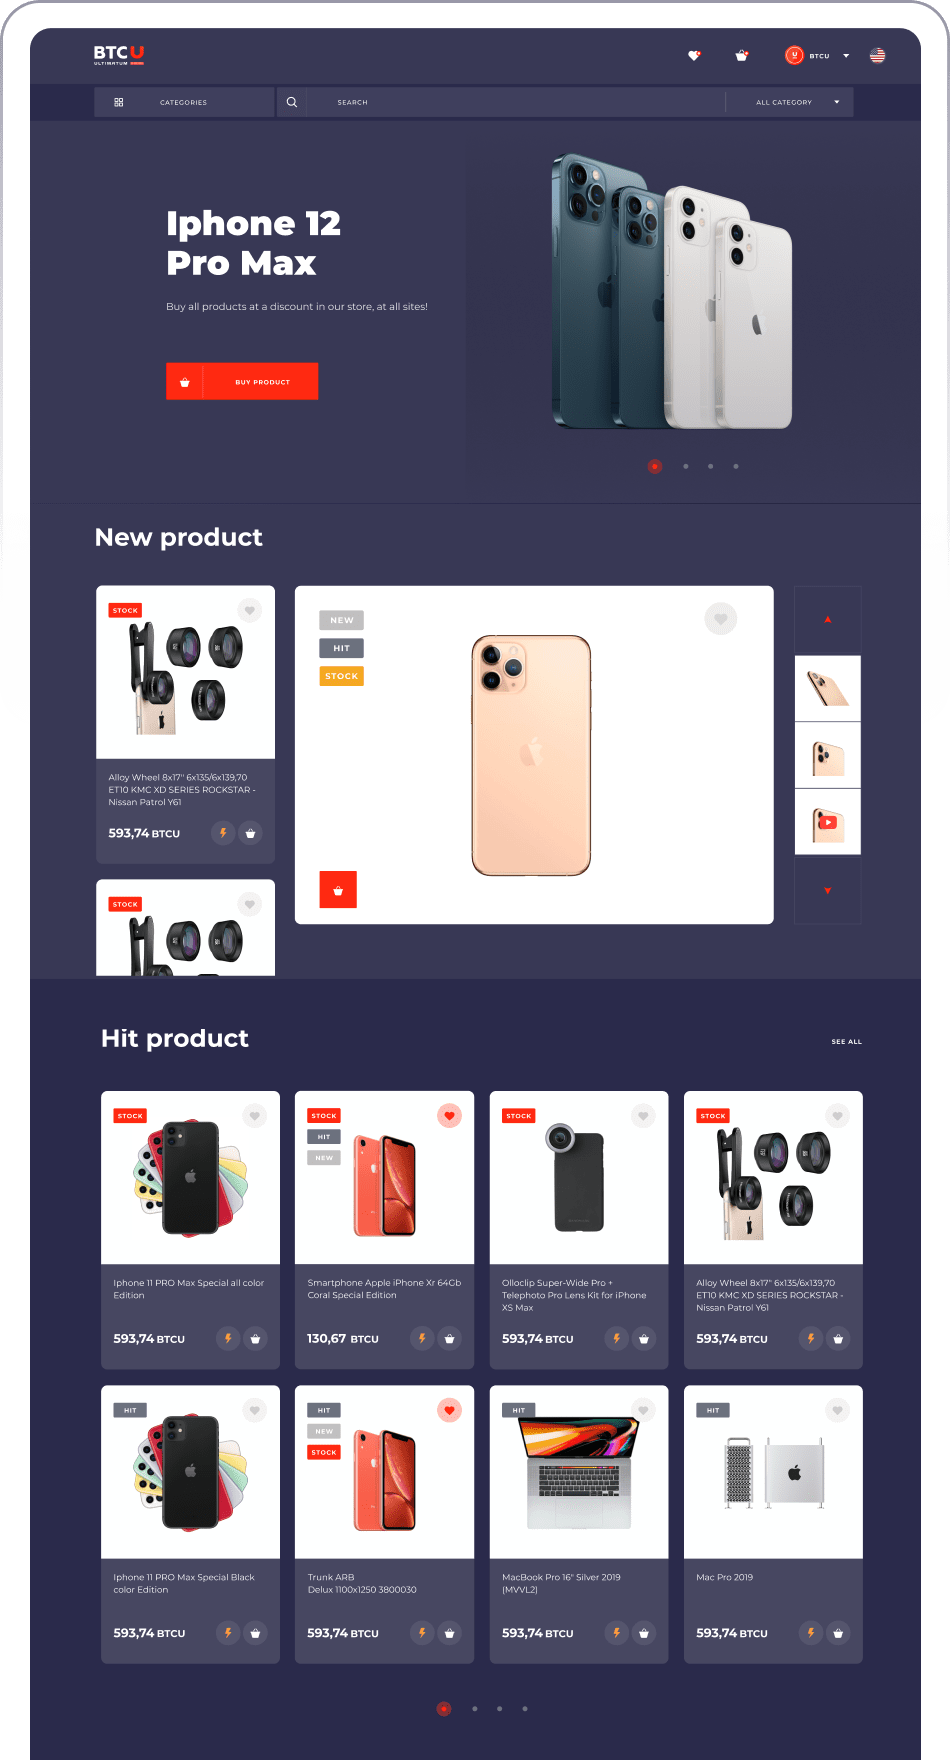 BTCU
ULTIMATUM
BTCU
CATEGORIES
SEARCH
ALL CATEGORY
Iphone 12
Pro Max
Buy all products at a discount in our store, at all sites!
BUY PRODUCT
New product
STOCK
Alloy Wheel 8x17" 6x135/6x139,70
ET10 KMC XD SERIES ROCKSTAR -
Nissan Patrol Y61
593,74 BTCU
STOCK
NEW
HIT
STOCK
Hit product
SEE ALL
STOCK
Iphone 11 PRO Max Special all color
Edition
593,74 BTCU
STOCK
HIT
NEW
Smartphone Apple iPhone Xr 64Gb
Coral Special Edition
130,67 BTCU
STOCK
Olloclip Super-Wide Pro +
Telephoto Pro Lens Kit for iPhone
XS Max
593,74 BTCU
STOCK
Alloy Wheel 8x17" 6x135/6x139,70
ET10 KMC XD SERIES ROCKSTAR -
Nissan Patrol Y61
593,74 BTCU
HIT
Iphone 11 PRO Max Special Black
color Edition
593,74 BTCU
HIT
NEW
STOCK
Trunk ARB
Delux 1100x1250 3800030
593,74 BTCU
HIT
MacBook Pro 16" Silver 2019
(MVVL2)
593,74 BTCU
HIT
Mac Pro 2019
593,74 BTCU